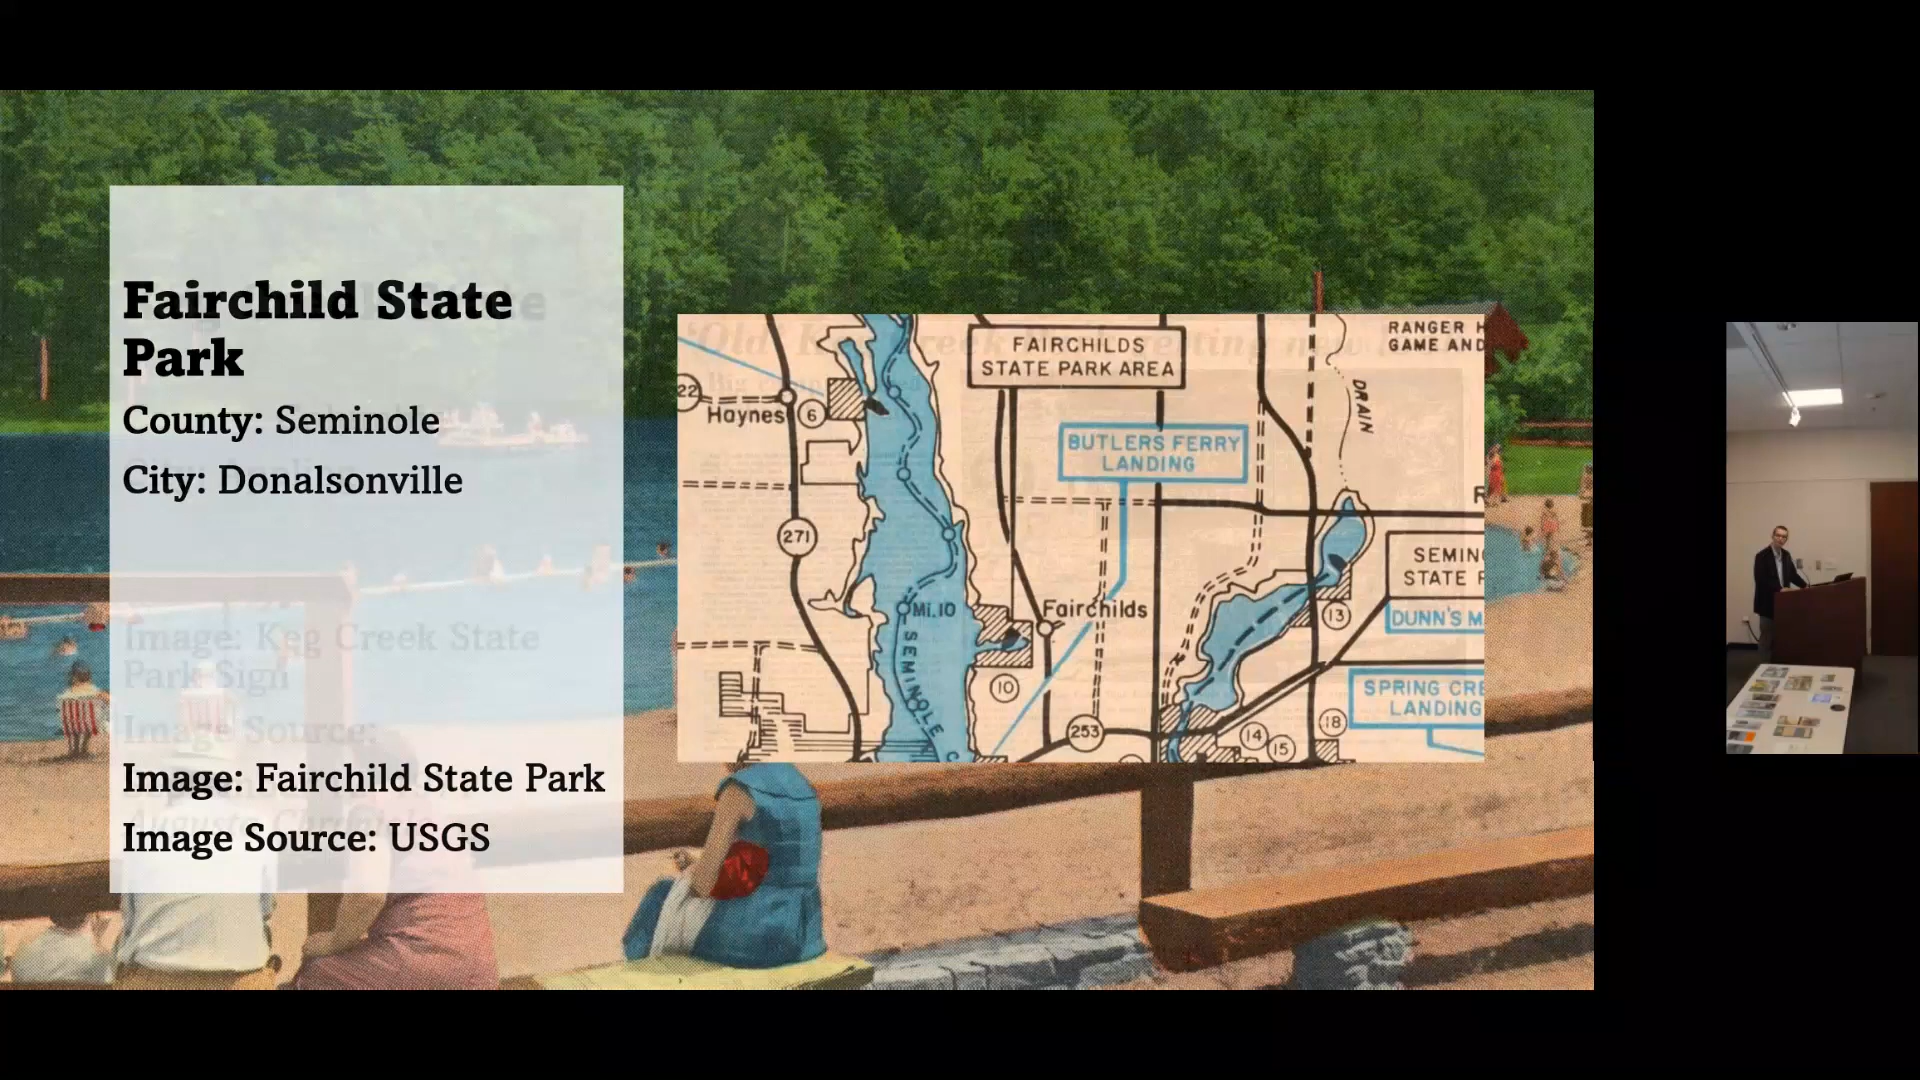 Fairchild State
Park
County: Seminole
City: Donalsonville
Image: Keg Creek State
Park Sign
Image Source:
Image: Fairchild State Park
Image Source: USGS
FAIRCHILDS
STATE PARK AREA
RANGER H
GAME AND
DRAIN
22
Haynes
6
BUTLERS FERRY
LANDING
271
SEMIN
STATE P
Mi.10
Fairchilds
13
DUNN'S M
SEMINOLE
10
SPRING CRE
LANDING
253
14
15
18